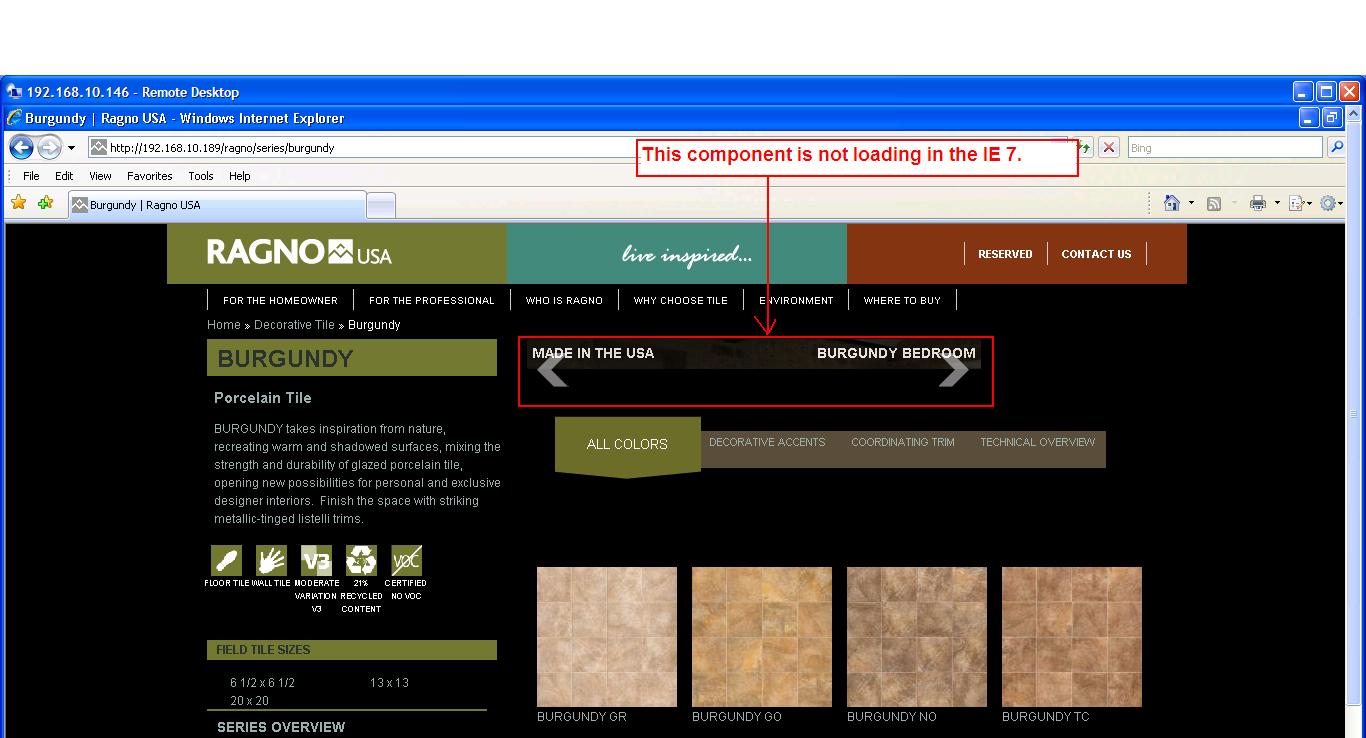 192.168.10.146 - Remote Desktop
Burgundy | Ragno USA - Windows Internet Explorer
http://192.168.10.189/ragno/series/burgundy
Bing
This component is not loading in the IE 7.
File Edit View Favorites Tools Help
Burgundy | Ragno USA
RAGNO USA
live inspired...
RESERVED CONTACT US
FOR THE HOMEOWNER FOR THE PROFESSIONAL WHO IS RAGNO WHY CHOOSE TILE ENVIRONMENT WHERE TO BUY
Home » Decorative Tile » Burgundy
BURGUNDY
MADE IN THE USA BURGUNDY BEDROOM
Porcelain Tile
BURGUNDY takes inspiration from nature,
recreating warm and shadowed surfaces, mixing the
strength and durability of glazed porcelain tile,
opening new possibilities for personal and exclusive
designer interiors. Finish the space with striking
metallic-tinged listelli trims.
ALL COLORS DECORATIVE ACCENTS COORDINATING TRIM TECHNICAL OVERVIEW
V3 VOC
FLOOR TILE WALL TILE MODERATE 21% CERTIFIED
VARIATION RECYCLED NO VOC
V3 CONTENT
FIELD TILE SIZES
6 1/2 x 6 1/2 13 x 13
20 x 20
SERIES OVERVIEW
BURGUNDY GR BURGUNDY GO BURGUNDY NO BURGUNDY TC